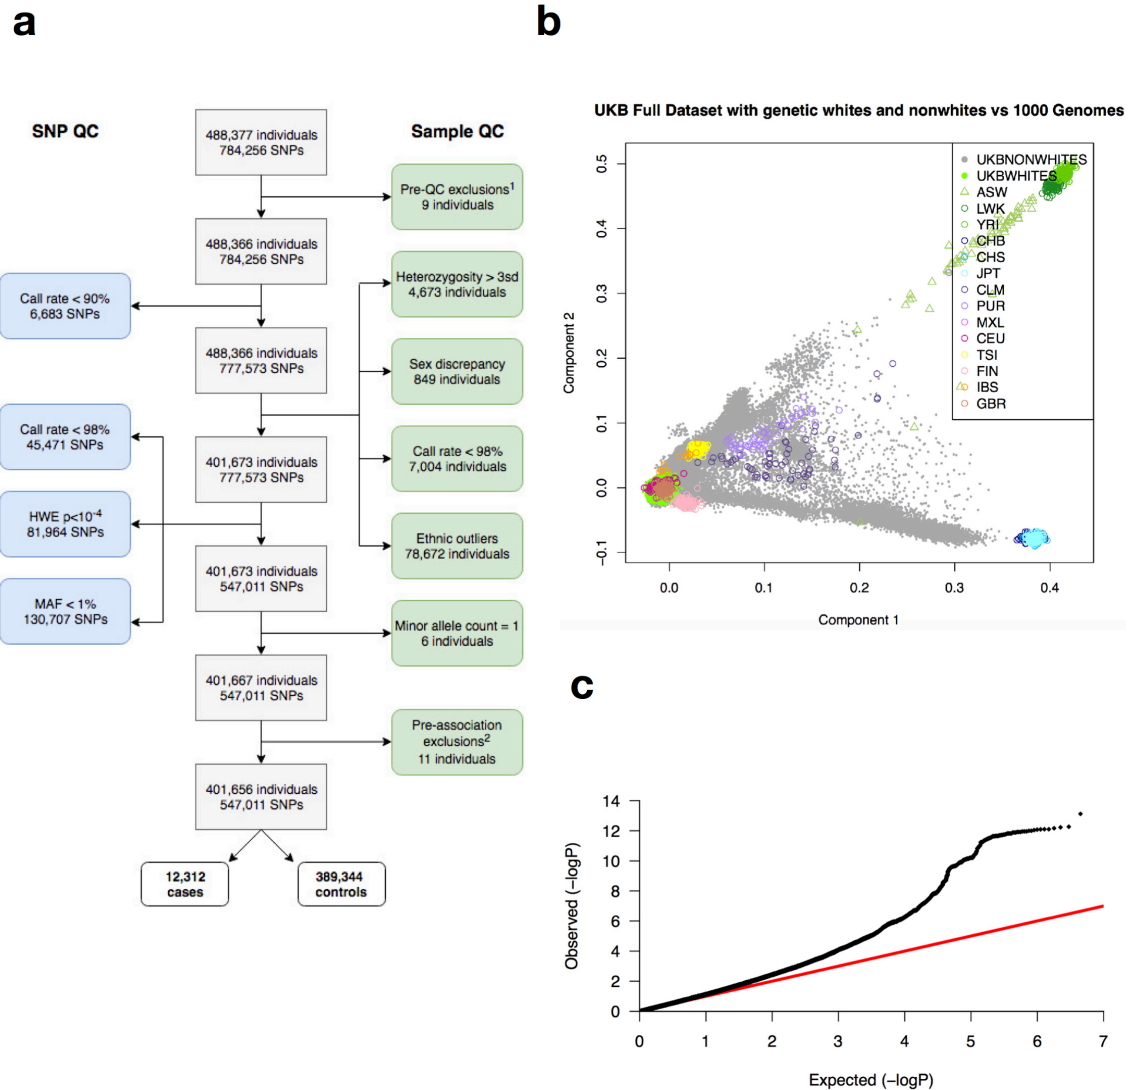 a
SNP QC
Sample QC
488,377 individuals
784,256 SNPs
Pre-QC exclusions1
9 individuals
488,366 individuals
784,256 SNPs
Heterozygosity > 3sd
4,673 individuals
Call rate < 90%
6,683 SNPs
488,366 individuals
777,573 SNPs
Sex discrepancy
849 individuals
Call rate < 98%
45,471 SNPs
401,673 individuals
777,573 SNPs
Call rate < 98%
7,004 individuals
HWE p<10-4
81,964 SNPs
Ethnic outliers
78,672 individuals
401,673 individuals
547,011 SNPs
MAF < 1%
130,707 SNPs
Minor allele count = 1
6 individuals
401,667 individuals
547,011 SNPs
Pre-association
exclusions2
11 individuals
401,656 individuals
547,011 SNPs
12,312
cases
389,344
controls
b
UKB Full Dataset with genetic whites and nonwhites vs 1000 Genomes
UKBNONWHITES
UKBWHITES
ASW
LWK
YRI
CHB
CHS
JPT
CLM
PUR
MXL
CEU
TSI
FIN
IBS
GBR
Component 2
0.5
0.4
0.3
0.2
0.1
0.0
−0.1
0.0 0.1 0.2 0.3 0.4
Component 1
c
Observed (−logP)
14
12
10
8
6
4
2
0
0 1 2 3 4 5 6 7
Expected (−logP)